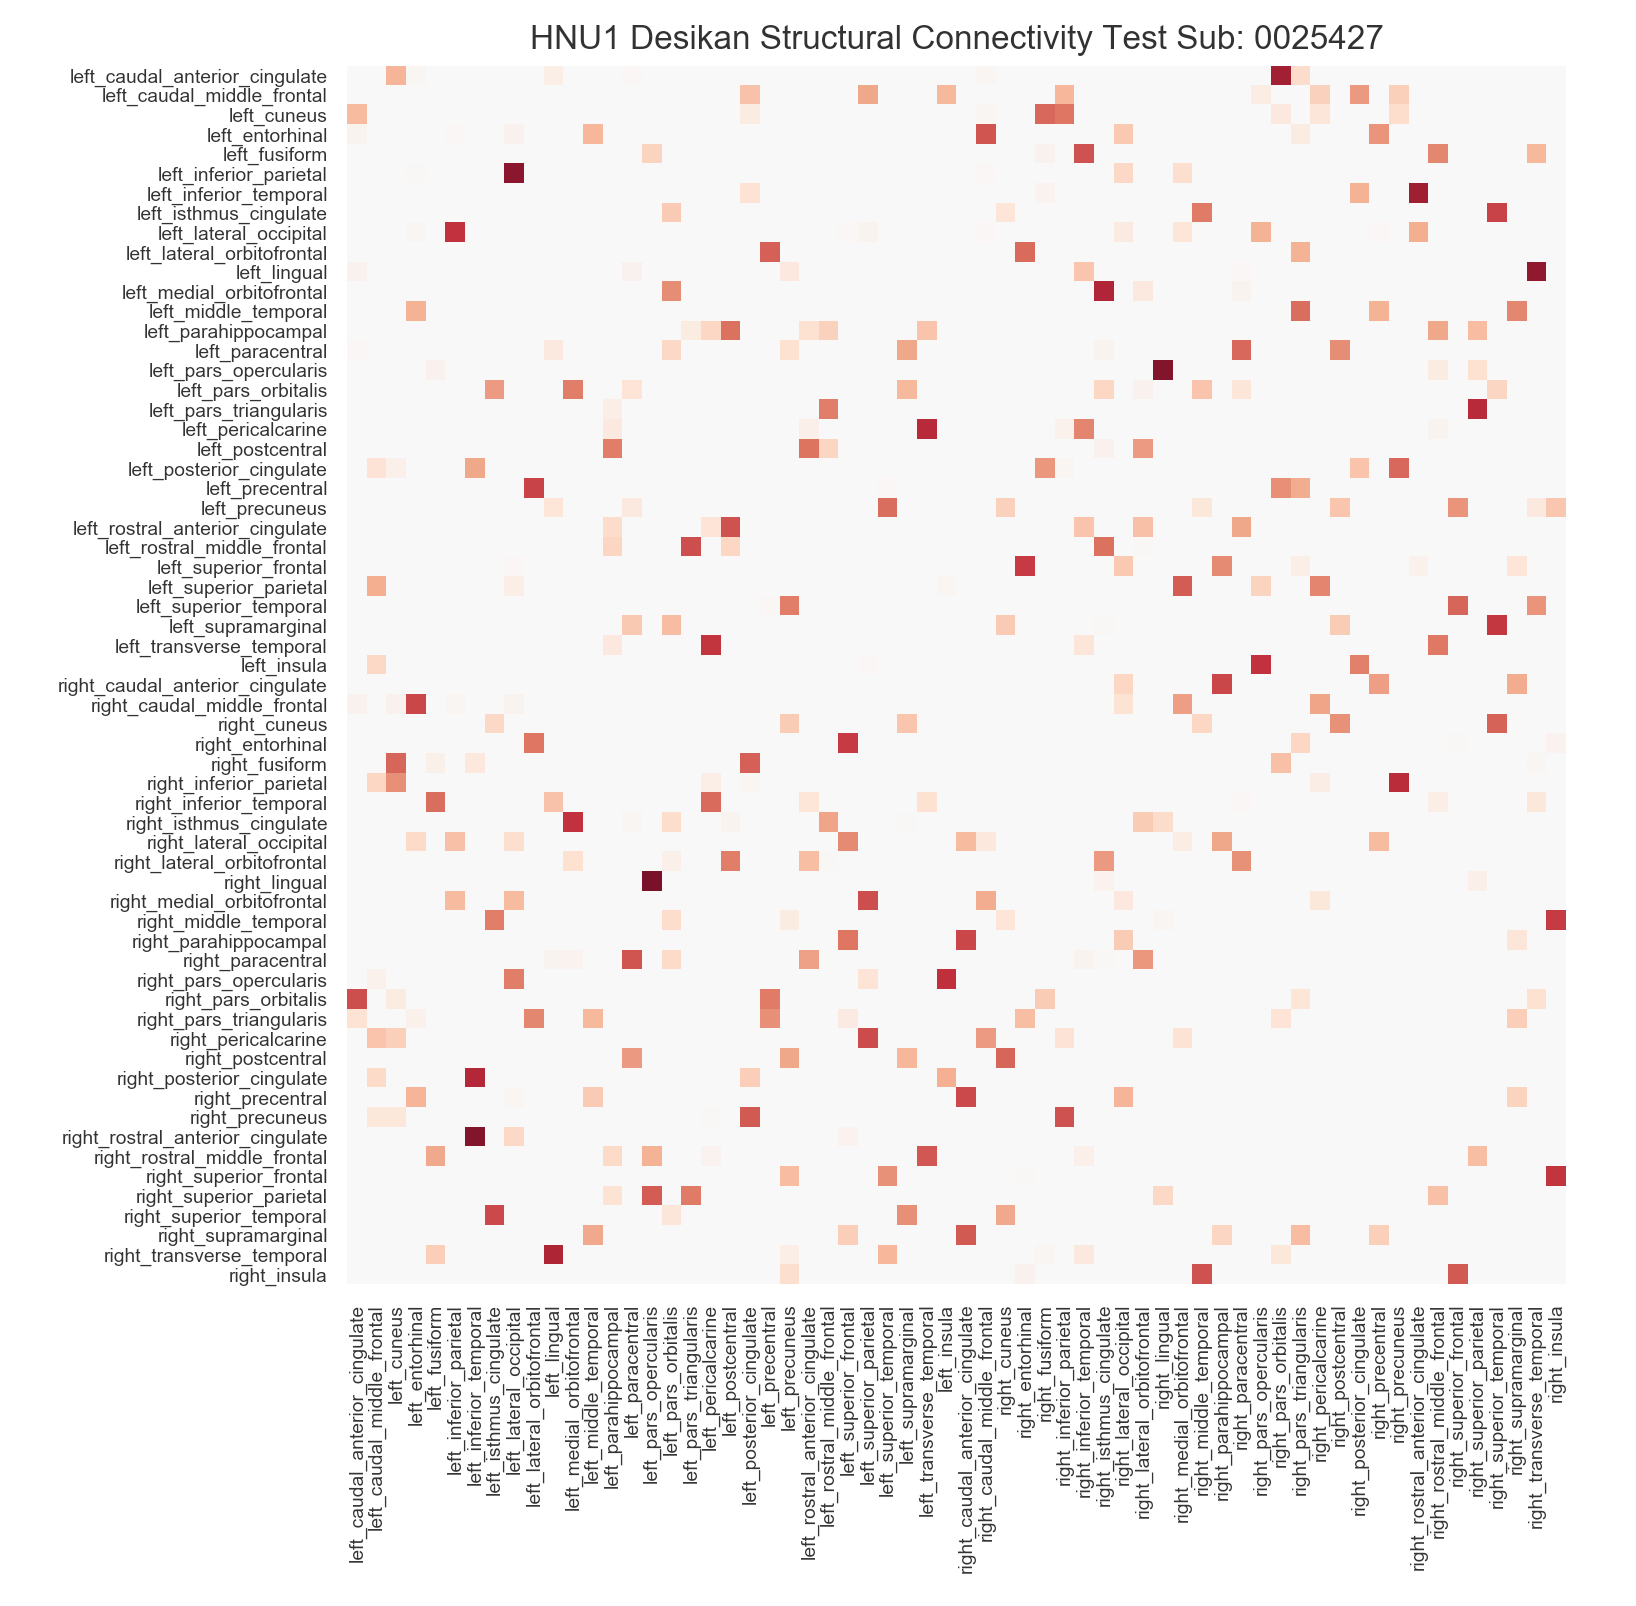 HNU1 Desikan Structural Connectivity Test Sub: 0025427
left_caudal_anterior_cingulate
left_caudal_middle_frontal
left_cuneus
left_entorhinal
left_fusiform
left_inferior_parietal
left_inferior_temporal
left_isthmus_cingulate
left_lateral_occipital
left_lateral_orbitofrontal
left_lingual
left_medial_orbitofrontal
left_middle_temporal
left_parahippocampal
left_paracentral
left_pars_opercularis
left_pars_orbitalis
left_pars_triangularis
left_pericalcarine
left_postcentral
left_posterior_cingulate
left_precentral
left_precuneus
left_rostral_anterior_cingulate
left_rostral_middle_frontal
left_superior_frontal
left_superior_parietal
left_superior_temporal
left_supramarginal
left_transverse_temporal
left_insula
right_caudal_anterior_cingulate
right_caudal_middle_frontal
right_cuneus
right_entorhinal
right_fusiform
right_inferior_parietal
right_inferior_temporal
right_isthmus_cingulate
right_lateral_occipital
right_lateral_orbitofrontal
right_lingual
right_medial_orbitofrontal
right_middle_temporal
right_parahippocampal
right_paracentral
right_pars_opercularis
right_pars_orbitalis
right_pars_triangularis
right_pericalcarine
right_postcentral
right_posterior_cingulate
right_precentral
right_precuneus
right_rostral_anterior_cingulate
right_rostral_middle_frontal
right_superior_frontal
right_superior_parietal
right_superior_temporal
right_supramarginal
right_transverse_temporal
right_insula
left_caudal_anterior_cingulate
left_caudal_middle_frontal
left_cuneus
left_entorhinal
left_fusiform
left_inferior_parietal
left_inferior_temporal
left_isthmus_cingulate
left_lateral_occipital
left_lateral_orbitofrontal
left_lingual
left_medial_orbitofrontal
left_middle_temporal
left_parahippocampal
left_paracentral
left_pars_opercularis
left_pars_orbitalis
left_pars_triangularis
left_pericalcarine
left_postcentral
left_posterior_cingulate
left_precentral
left_precuneus
left_rostral_anterior_cingulate
left_rostral_middle_frontal
left_superior_frontal
left_superior_parietal
left_superior_temporal
left_supramarginal
left_transverse_temporal
left_insula
right_caudal_anterior_cingulate
right_caudal_middle_frontal
right_cuneus
right_entorhinal
right_fusiform
right_inferior_parietal
right_inferior_temporal
right_isthmus_cingulate
right_lateral_occipital
right_lateral_orbitofrontal
right_lingual
right_medial_orbitofrontal
right_middle_temporal
right_parahippocampal
right_paracentral
right_pars_opercularis
right_pars_orbitalis
right_pars_triangularis
right_pericalcarine
right_postcentral
right_posterior_cingulate
right_precentral
right_precuneus
right_rostral_anterior_cingulate
right_rostral_middle_frontal
right_superior_frontal
right_superior_parietal
right_superior_temporal
right_supramarginal
right_transverse_temporal
right_insula